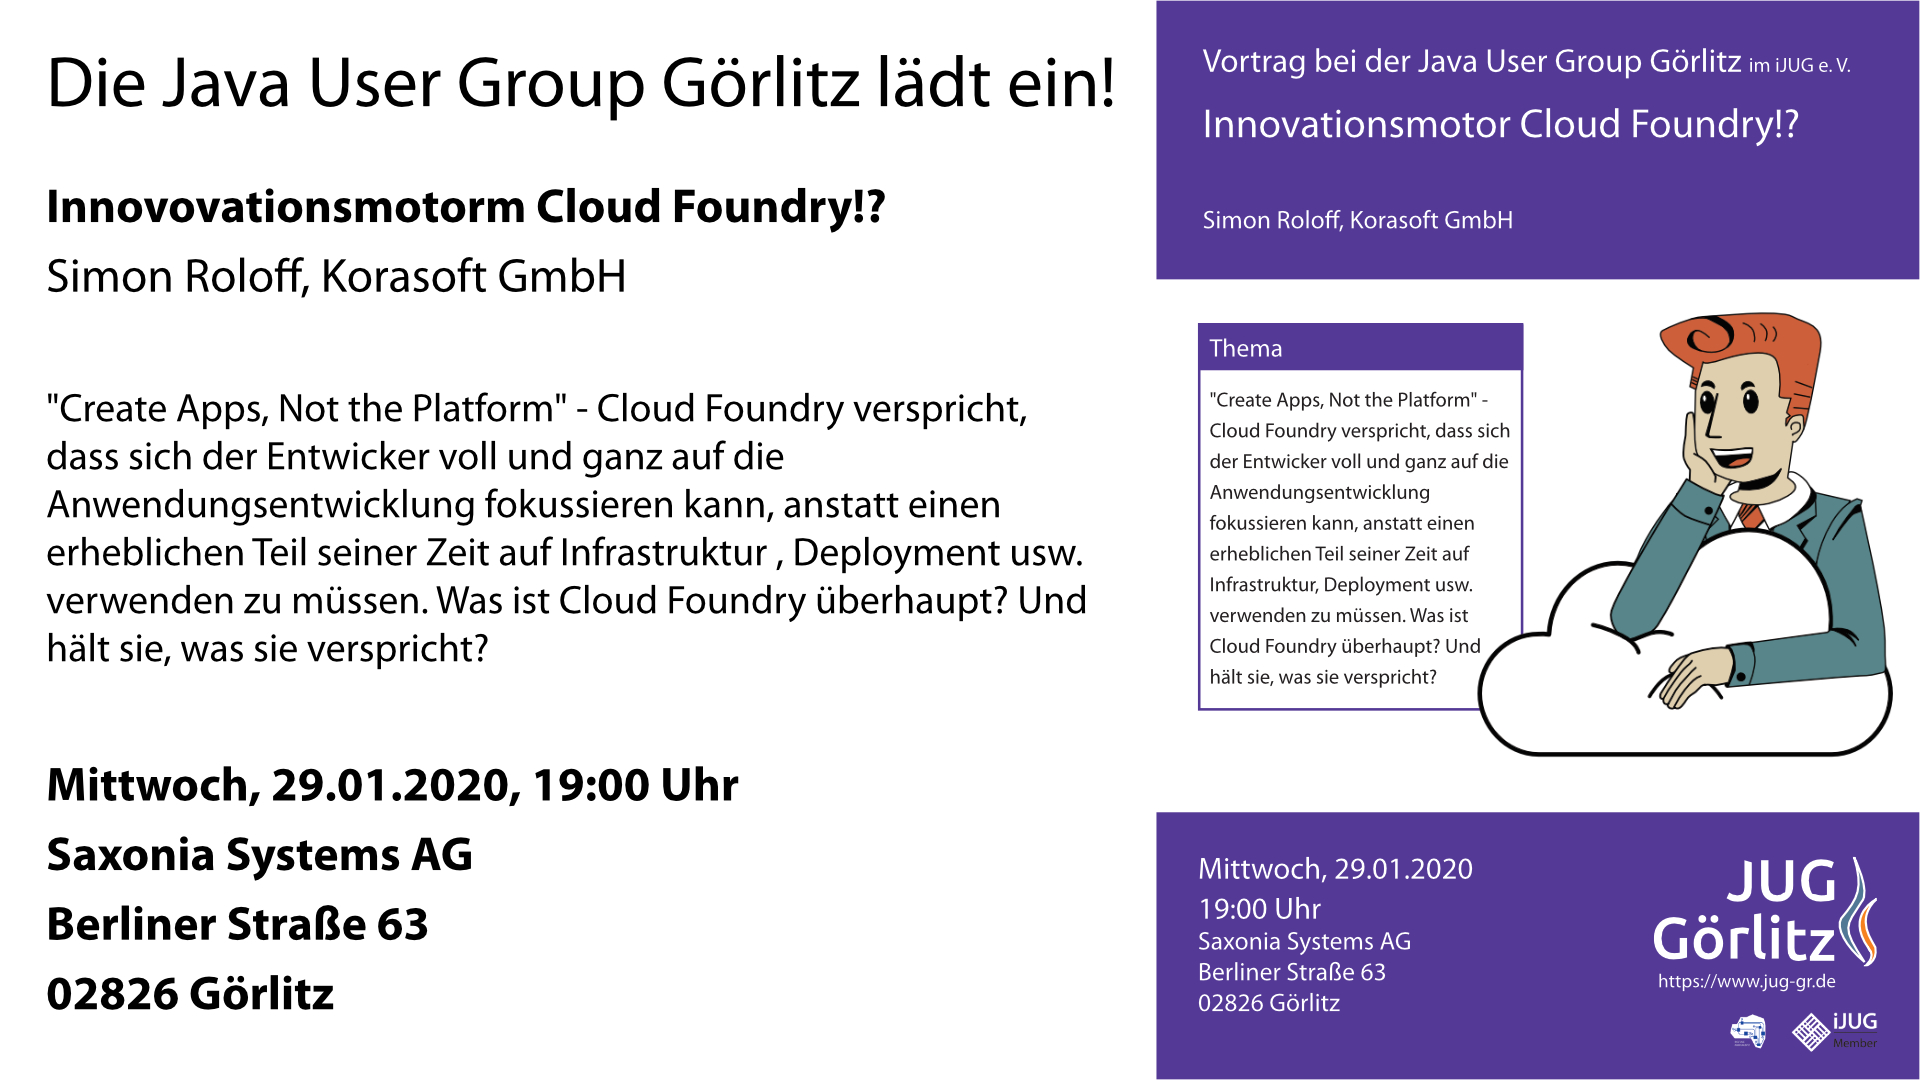 Die Java User Group Görlitz lädt ein!
Innovovationsmotorm Cloud Foundry!?
Simon Roloff, Korasoft GmbH
"Create Apps, Not the Platform" - Cloud Foundry verspricht,
dass sich der Entwicker voll und ganz auf die
Anwendungsentwicklung fokussieren kann, anstatt einen
erheblichen Teil seiner Zeit auf Infrastruktur , Deployment usw.
verwenden zu müssen. Was ist Cloud Foundry überhaupt? Und
hält sie, was sie verspricht?
Mittwoch, 29.01.2020, 19:00 Uhr
Saxonia Systems AG
Berliner Straße 63
02826 Görlitz
Vortrag bei der Java User Group Görlitz im iJUG e. V.
Innovationsmotor Cloud Foundry!?
Simon Roloff, Korasoft GmbH
Thema
"Create Apps, Not the Platform" -
Cloud Foundry verspricht, dass sich
der Entwicker voll und ganz auf die
Anwendungsentwicklung
fokussieren kann, anstatt einen
erheblichen Teil seiner Zeit auf
Infrastruktur, Deployment usw.
verwenden zu müssen. Was ist
Cloud Foundry überhaupt? Und
hält sie, was sie verspricht?
Mittwoch, 29.01.2020
19:00 Uhr
Saxonia Systems AG
Berliner Straße 63
02826 Görlitz
JUG
Görlitz
https://www.jug-gr.de
iJUG
Member